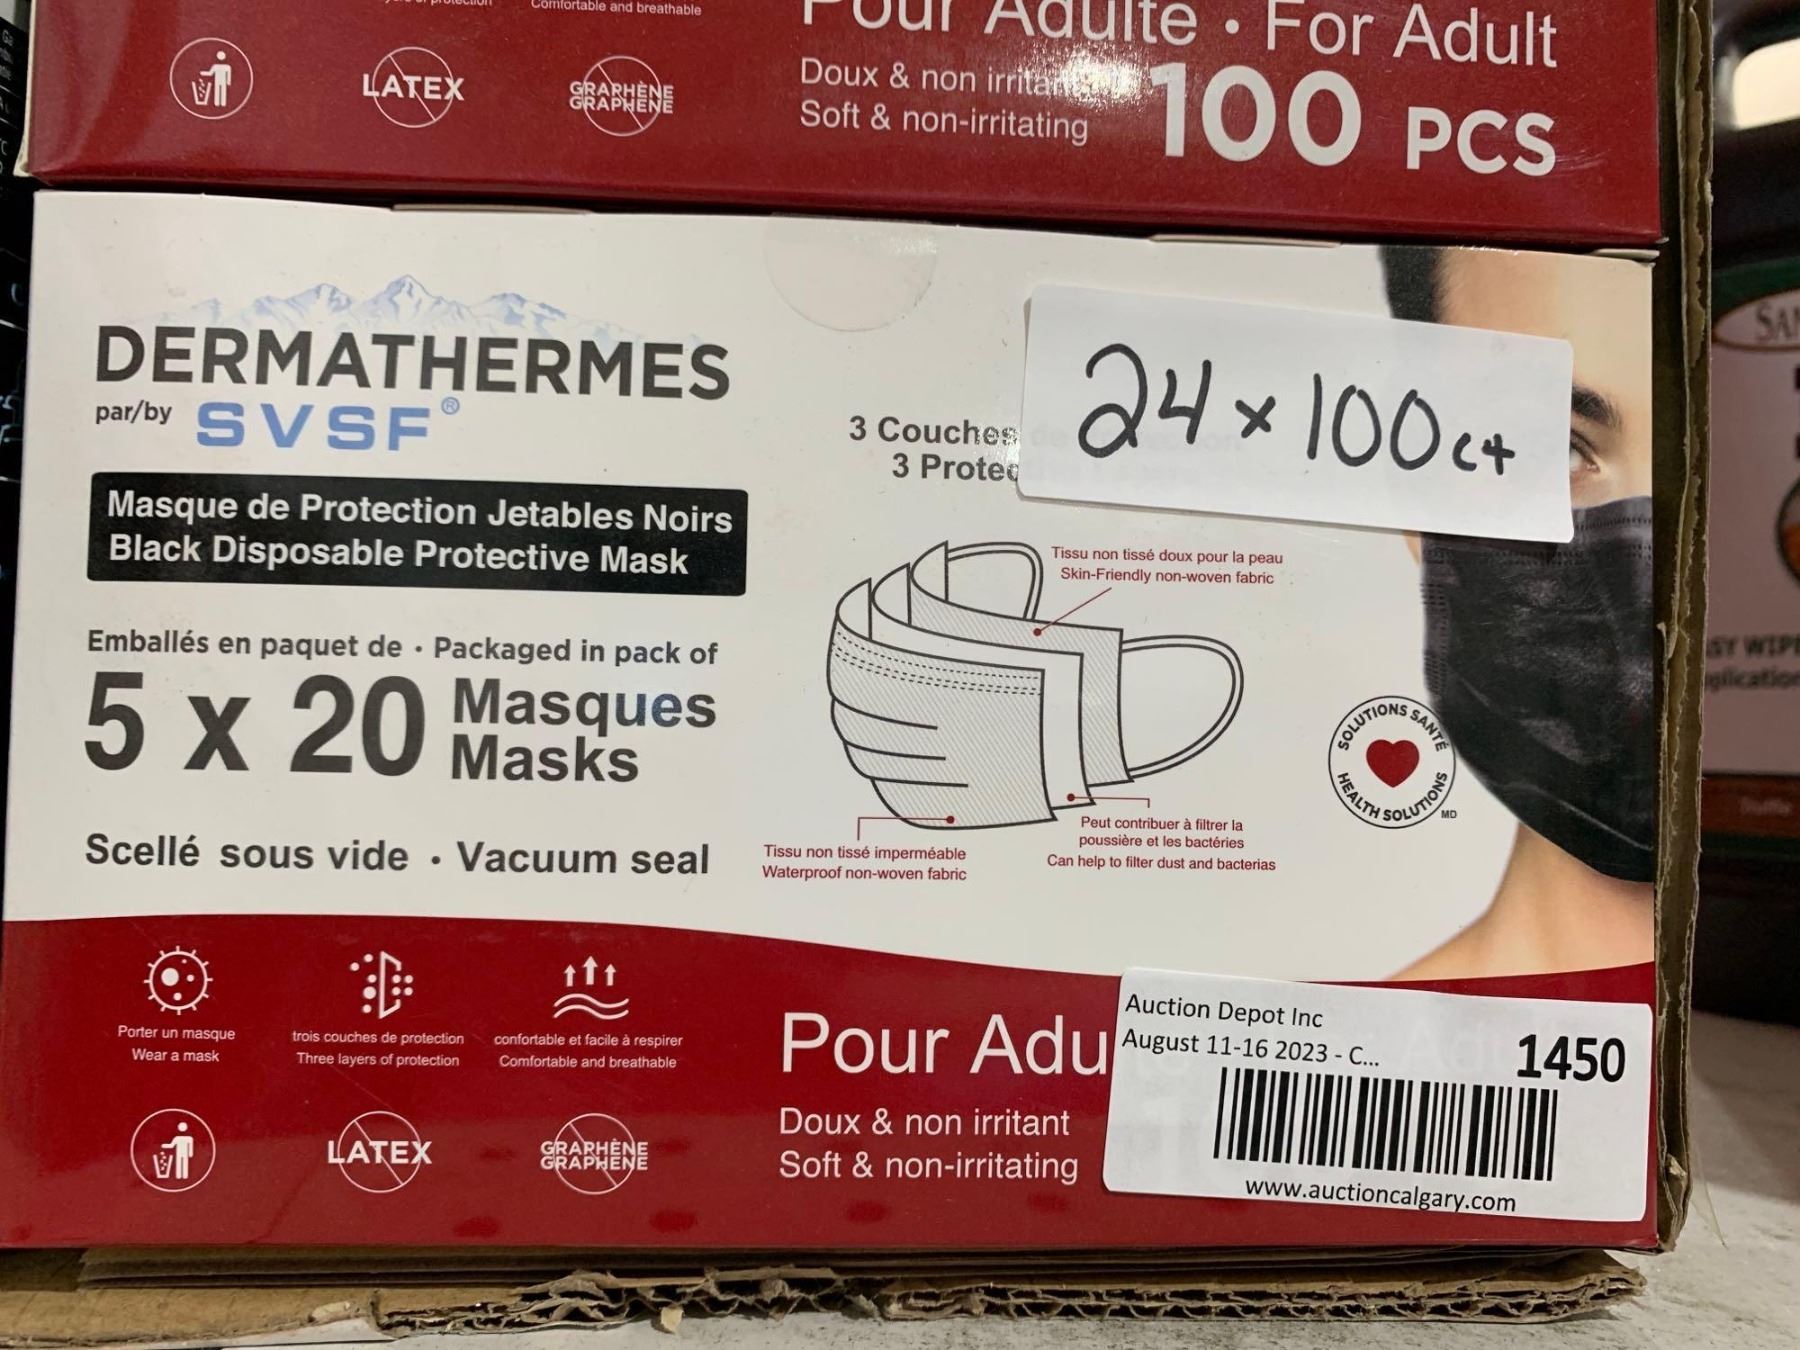 Comfortable and breathable
Pour Adulte • For Adult
LATEX
GRAPHÈNE
GRAPHENE
Doux & non irritant
Soft & non-irritating
100 PCS
DERMATHERMES
par/by SVSF®
Masque de Protection Jetables Noirs
Black Disposable Protective Mask
3 Couches
3
24 x 100ct
Emballés en paquet de • Packaged in pack of
5 x 20 Masques
Masks
Scellé sous vide • Vacuum seal
Tissu non tissé doux pour la peau
Skin-Friendly non-woven fabric
Tissu non tissé imperméable
Waterproof non-woven fabric
Peut contribuer à filtrer la
poussière et les bactéries
Can help to filter dust and bacterias
SOLUTIONS SANTÉ
HEALTH SOLUTIONS
MD
Porter un masque
Wear a mask
trois couches de protection
Three layers of protection
confortable et facile à respirer
Comfortable and breathable
LATEX
GRAPHÈNE
GRAPHENE
Pour Adu
Doux & non irritant
Soft & non-irritating
Auction Depot Inc
August 11-16 2023 - C...
1450
www.auctioncalgary.com